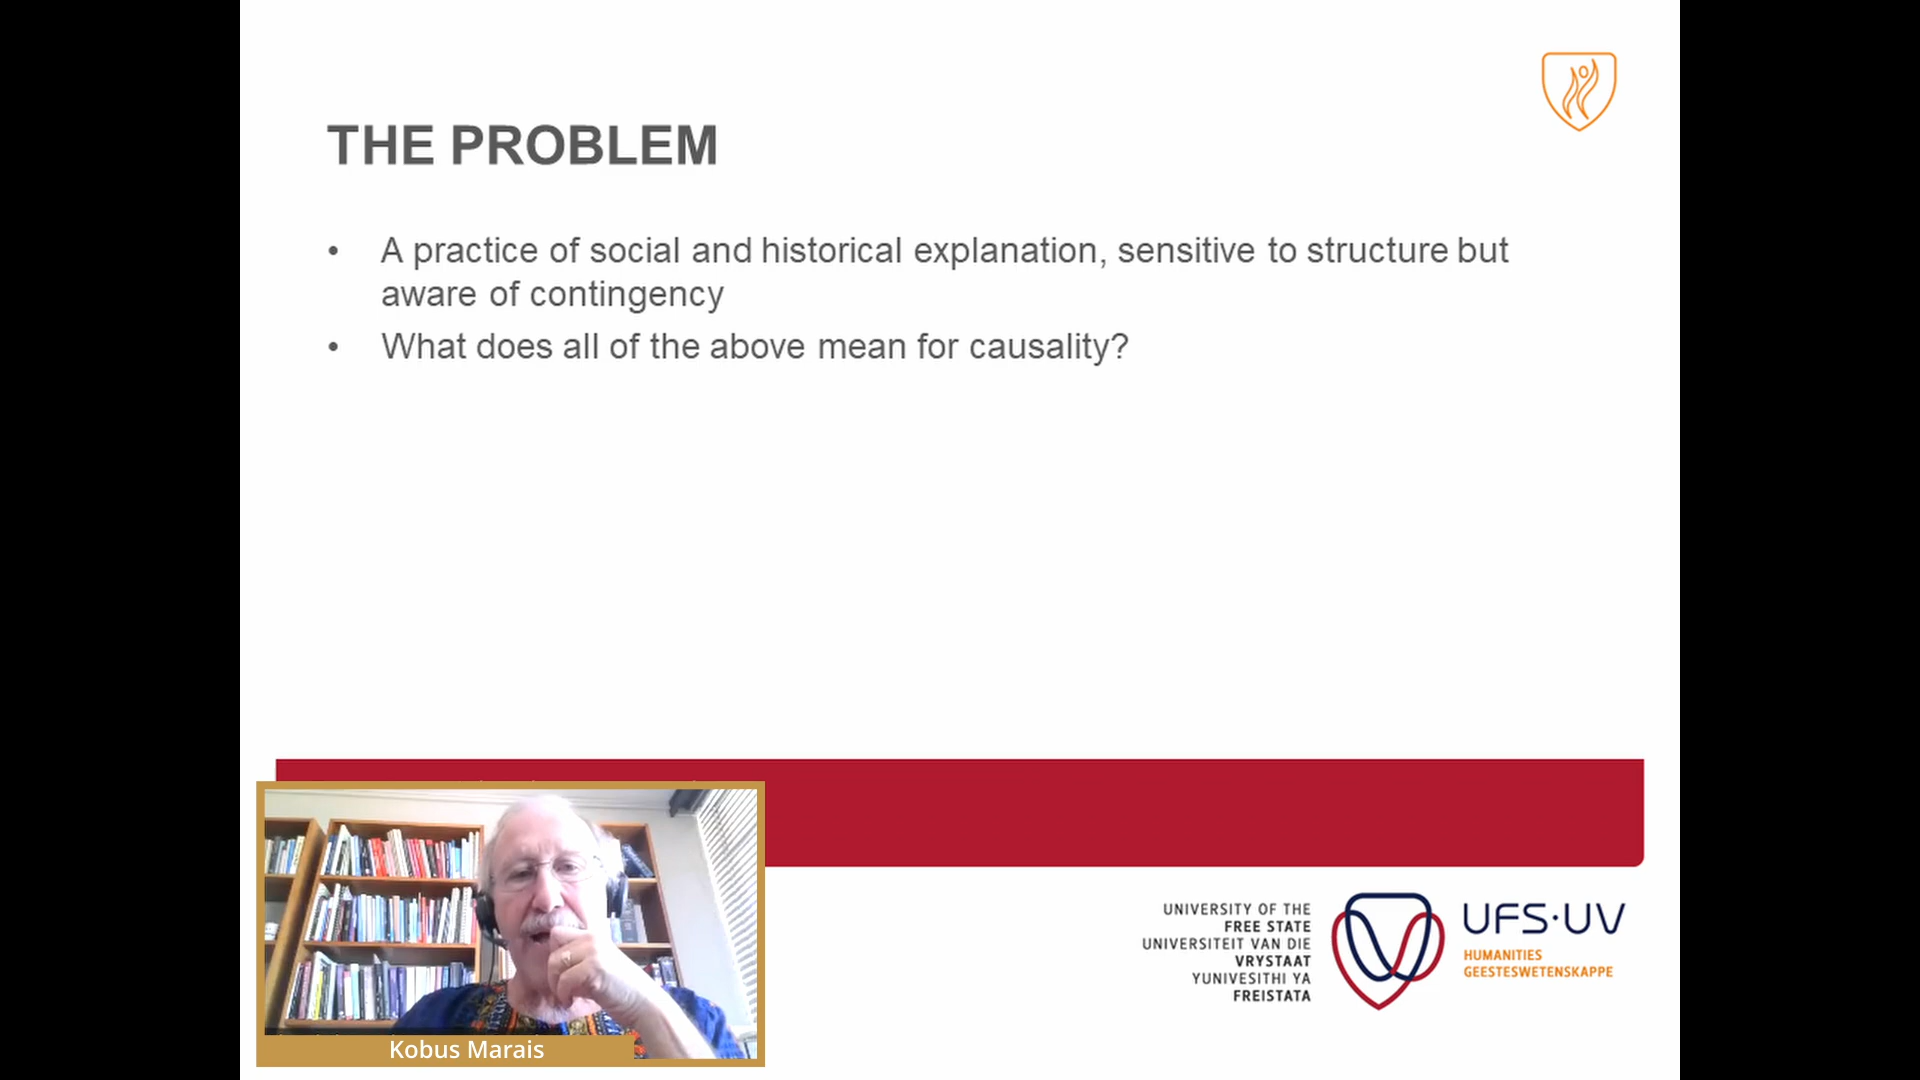 THE PROBLEM
• A practice of social and historical explanation, sensitive to structure but
aware of contingency
• What does all of the above mean for causality?
UNIVERSITY OF THE
FREE STATE
UNIVERSITEIT VAN DIE
VRYSTAAT
YUNIVESITHI YA
FREISTATA
UFS·UV
HUMANITIES
GEESTESWETENSKAPPE
Kobus Marais